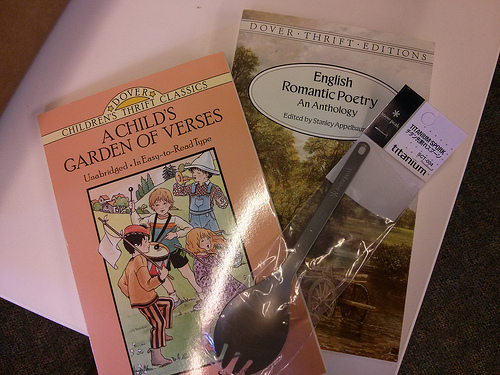 DOVER
CHILDREN'S THRIFT CLASSICS
A CHILD'S
GARDEN OF VERSES
Unabridged • In Easy-to-Read Type
DOVER • THRIFT • EDITIONS
English
Romantic Poetry
An Anthology
Edited by Stanley Appelbaum
TITANIUM SPORK
titanium